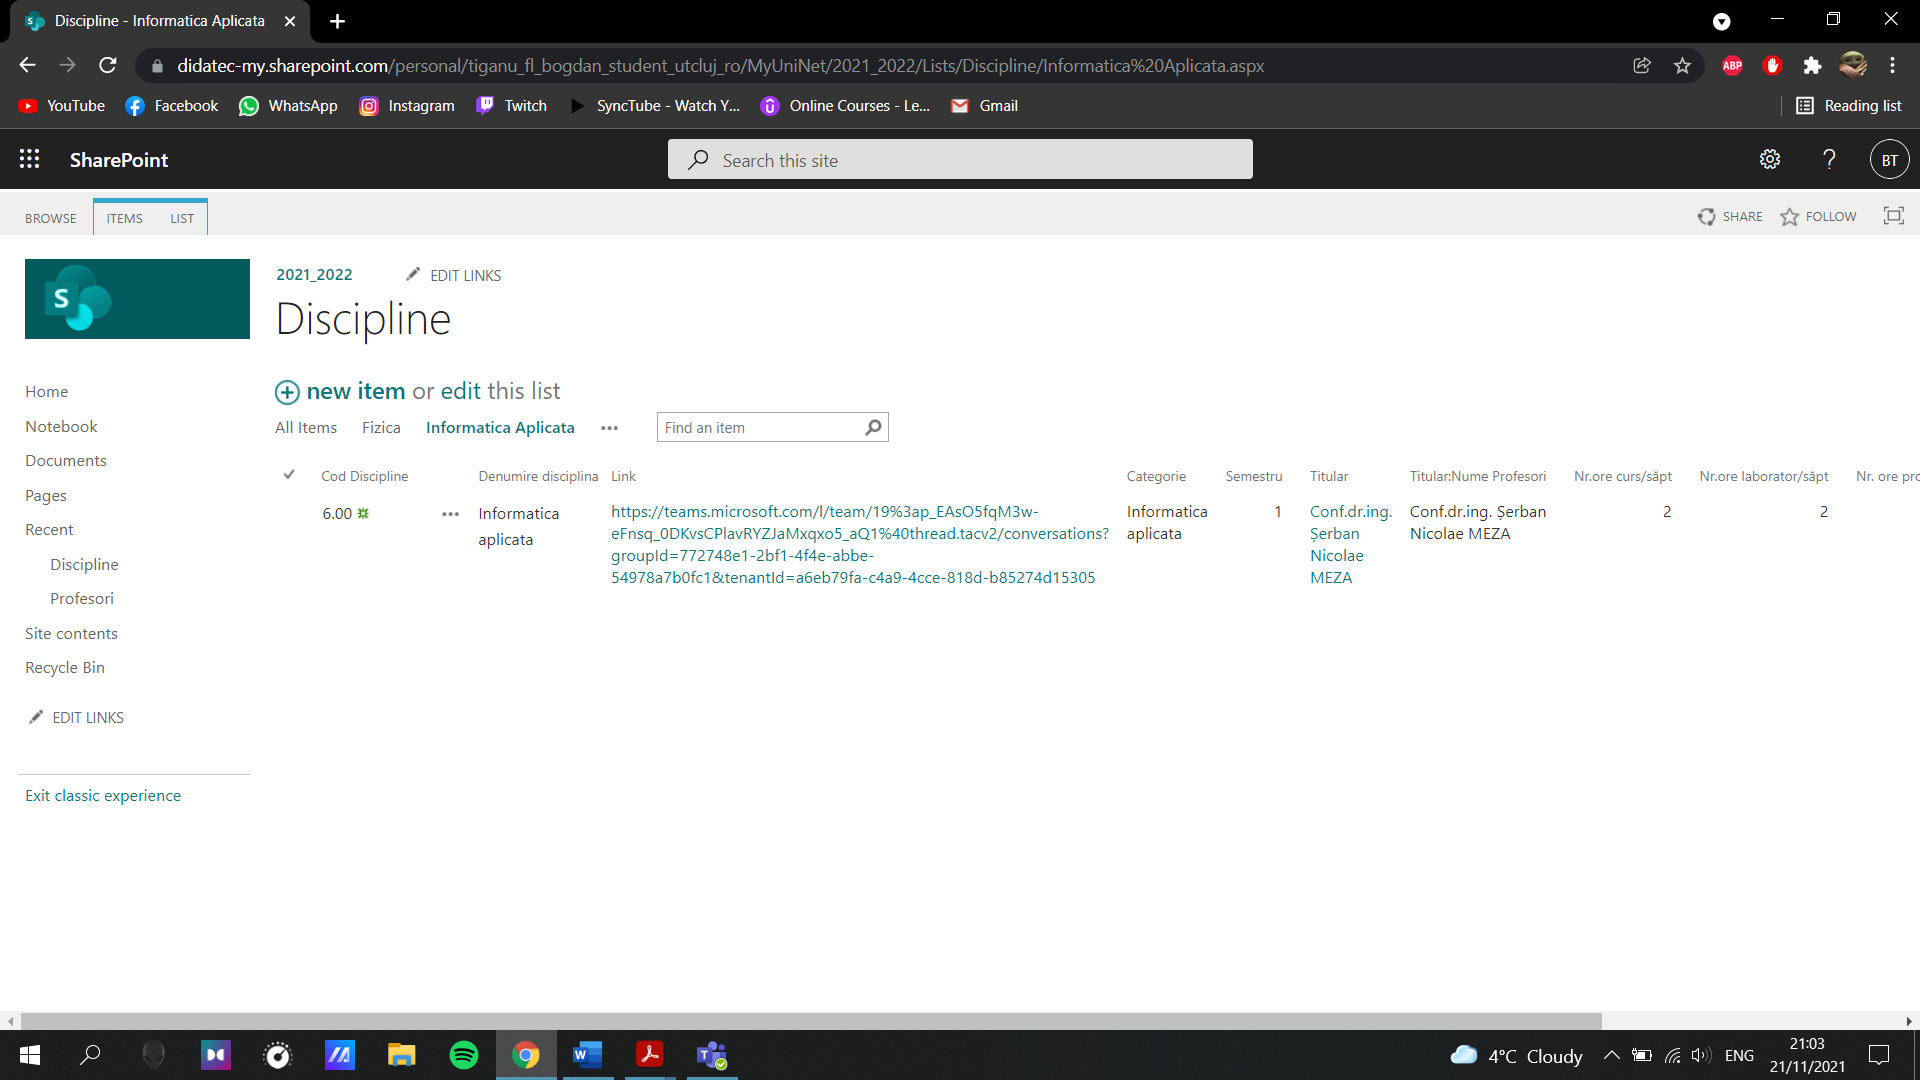 Discipline - Informatica Aplicata
didatec-my.sharepoint.com/personal/tiganu_fl_bogdan_student_utcluj_ro/MyUniNet/2021_2022/Lists/Discipline/Informatica%20Aplicata.aspx
ABP
YouTube Facebook WhatsApp Instagram Twitch SyncTube - Watch Y... Online Courses - Le... Gmail Reading list
SharePoint Search this site ? BT
BROWSE ITEMS LIST SHARE FOLLOW
S
2021_2022 EDIT LINKS
Discipline
Home
Notebook
Documents
Pages
Recent
Discipline
Profesori
Site contents
Recycle Bin
EDIT LINKS
Exit classic experience
new item or edit this list
All Items Fizica Informatica Aplicata ••• Find an item
Cod Discipline Denumire disciplina Link Categorie Semestru Titular Titular:Nume Profesori Nr.ore curs/săpt Nr.ore laborator/săpt Nr. ore pro
6.00 ••• Informatica aplicata
https://teams.microsoft.com/l/team/19%3ap_EAsO5fqM3w-
eFnsq_0DKvsCPlavRYZJaMxqxo5_aQ1%40thread.tacv2/conversations?
groupId=772748e1-2bf1-4f4e-abbe-
54978a7b0fc1&tenantId=a6eb79fa-c4a9-4cce-818d-b85274d15305
Informatica
aplicata
1
Conf.dr.ing.
Șerban
Nicolae
MEZA
Conf.dr.ing. Șerban
Nicolae MEZA
2
2
4°C Cloudy ENG
21:03
21/11/2021